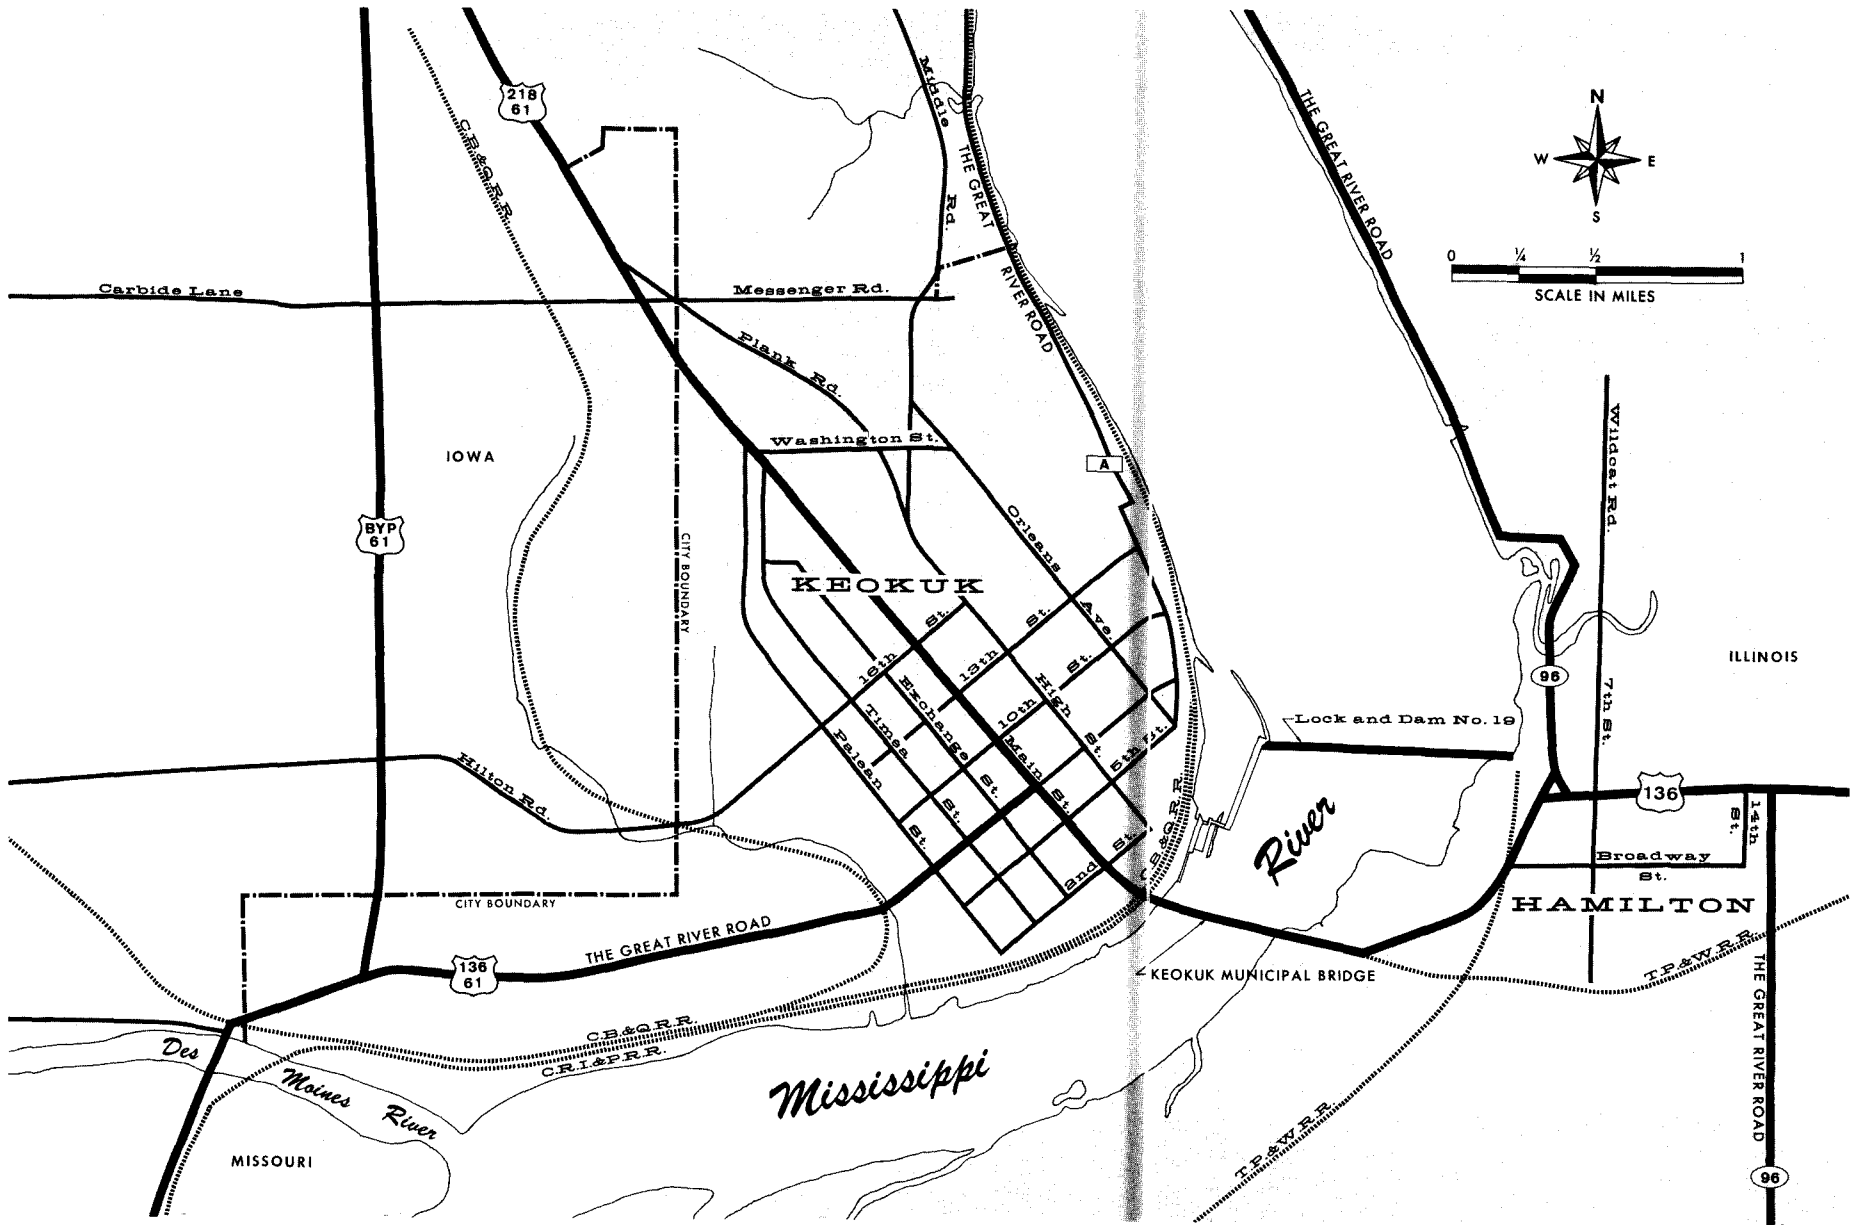 218
61
C.B.&Q.R.R.
Middle
Rd.
THE GREAT
RIVER ROAD
THE GREAT RIVER ROAD
N
W E
S
0 1/4 1/2 1
SCALE IN MILES
Carbide Lane
Messenger Rd.
Plank Rd.
Washington St.
IOWA
A
BYP
61
CITY BOUNDARY
Orleans
Ave.
Wildcat Rd.
7th St.
KEOKUK
16th St.
13th St.
10th St.
5th St.
2nd St.
High
St.
Exchange
St.
Timea
St.
Main
St.
Palean
St.
ILLINOIS
96
Lock and Dam No. 19
Hilton Rd.
C.B.&Q.R.R.
River
136
14th
St.
Broadway
St.
HAMILTON
CITY BOUNDARY
THE GREAT RIVER ROAD
136
61
KEOKUK MUNICIPAL BRIDGE
T.P.&W.R.R.
THE GREAT RIVER ROAD
C.B.&Q.R.R.
C.R.I.&P.R.R.
Des
Moines
River
Mississippi
T.P.&W.R.R.
MISSOURI
96